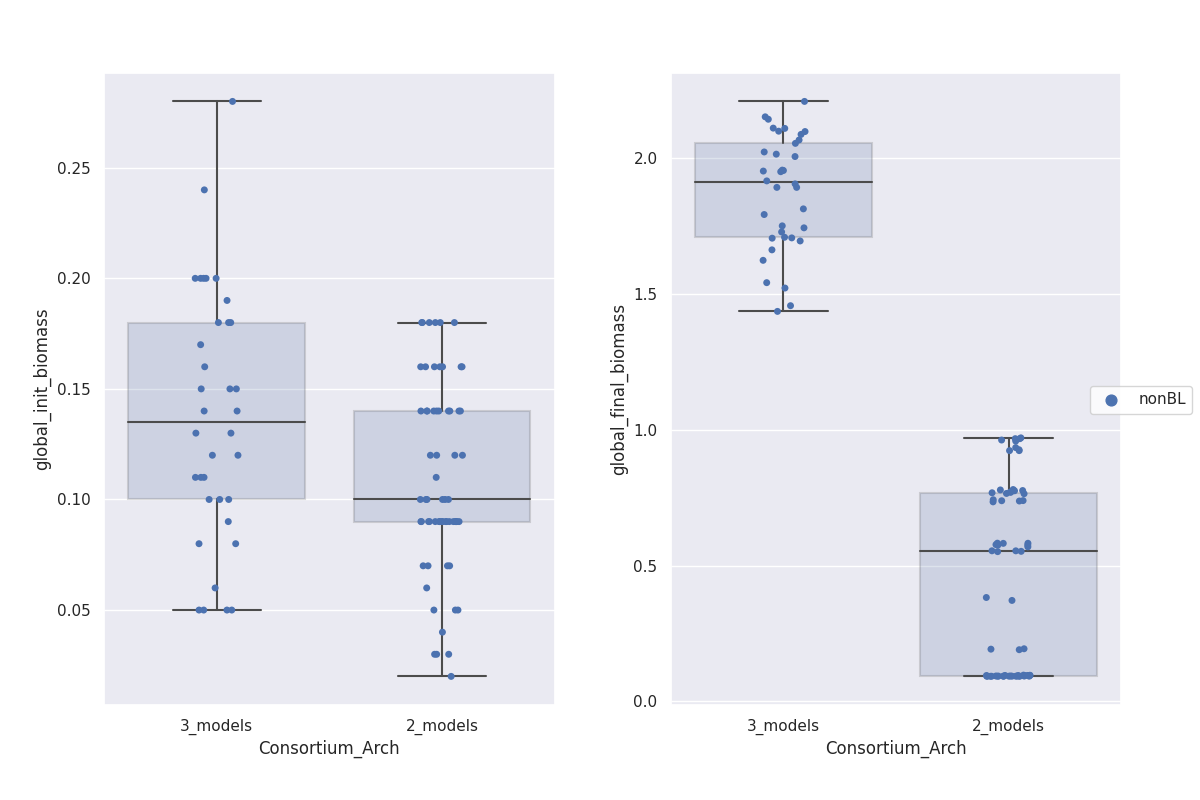 global_init_biomass
0.25
0.20
0.15
0.10
0.05
3_models
2_models
Consortium_Arch
global_final_biomass
2.0
1.5
1.0
0.5
0.0
3_models
2_models
Consortium_Arch
nonBL